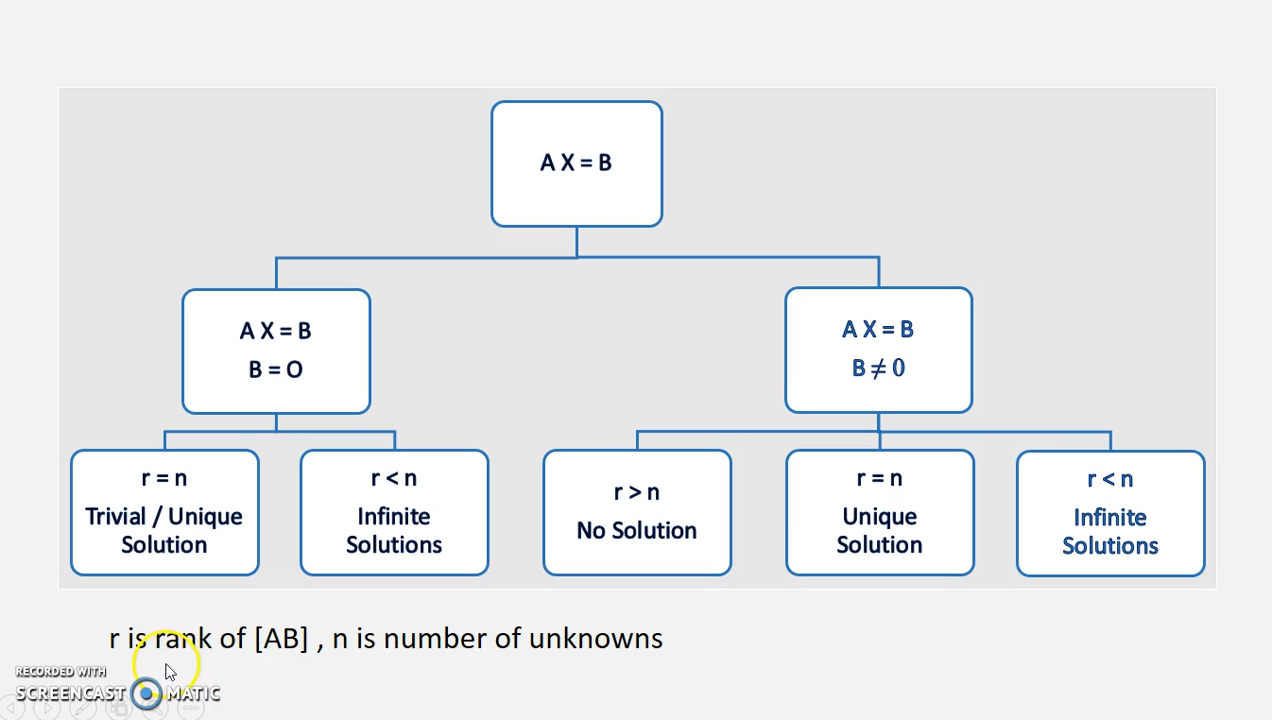 A X = B
A X = B
B = O
A X = B
B ≠ 0
r = n
Trivial / Unique
Solution
r < n
Infinite
Solutions
r > n
No Solution
r = n
Unique
Solution
r < n
Infinite
Solutions
r is rank of [AB] , n is number of unknowns
RECORDED WITH
SCREENCAST MATIC